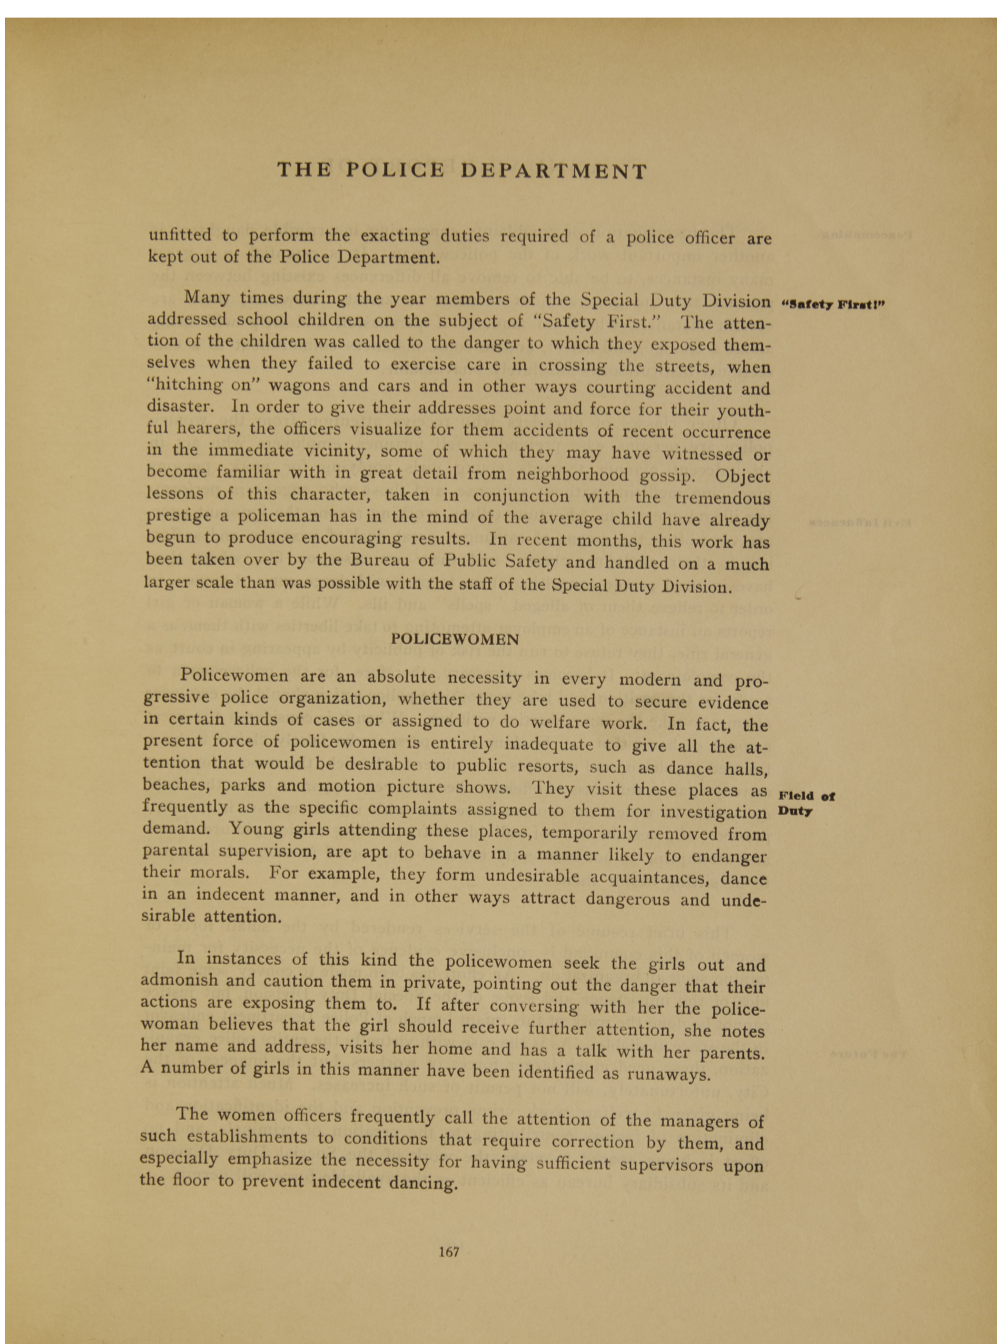 THE POLICE DEPARTMENT
unfitted to perform the exacting duties required of a police officer are
kept out of the Police Department.
Many times during the year members of the Special Duty Division
"Safety First!"
addressed school children on the subject of "Safety First." The atten-
tion of the children was called to the danger to which they exposed them-
selves when they failed to exercise care in crossing the streets, when
"hitching on" wagons and cars and in other ways courting accident and
disaster. In order to give their addresses point and force for their youth-
ful hearers, the officers visualize for them accidents of recent occurrence
in the immediate vicinity, some of which they may have witnessed or
become familiar with in great detail from neighborhood gossip. Object
lessons of this character, taken in conjunction with the tremendous
prestige a policeman has in the mind of the average child have already
begun to produce encouraging results. In recent months, this work has
been taken over by the Bureau of Public Safety and handled on a much
larger scale than was possible with the staff of the Special Duty Division.
POLICEWOMEN
Policewomen are an absolute necessity in every modern and pro-
gressive police organization, whether they are used to secure evidence
in certain kinds of cases or assigned to do welfare work. In fact, the
present force of policewomen is entirely inadequate to give all the at-
tention that would be desirable to public resorts, such as dance halls,
beaches, parks and motion picture shows. They visit these places as
Field of
frequently as the specific complaints assigned to them for investigation
Duty
demand. Young girls attending these places, temporarily removed from
parental supervision, are apt to behave in a manner likely to endanger
their morals. For example, they form undesirable acquaintances, dance
in an indecent manner, and in other ways attract dangerous and unde-
sirable attention.
In instances of this kind the policewomen seek the girls out and
admonish and caution them in private, pointing out the danger that their
actions are exposing them to. If after conversing with her the police-
woman believes that the girl should receive further attention, she notes
her name and address, visits her home and has a talk with her parents.
A number of girls in this manner have been identified as runaways.
The women officers frequently call the attention of the managers of
such establishments to conditions that require correction by them, and
especially emphasize the necessity for having sufficient supervisors upon
the floor to prevent indecent dancing.
167